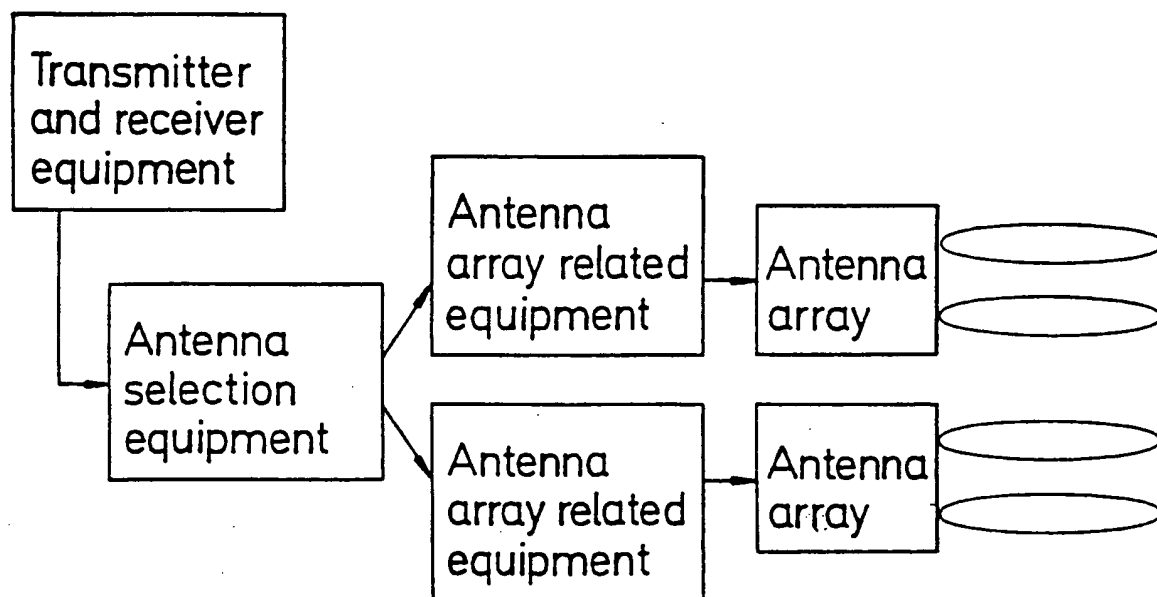 Transmitter
and receiver
equipment
Antenna
selection
equipment
Antenna
array related
equipment
Antenna
array
Antenna
array related
equipment
Antenna
array